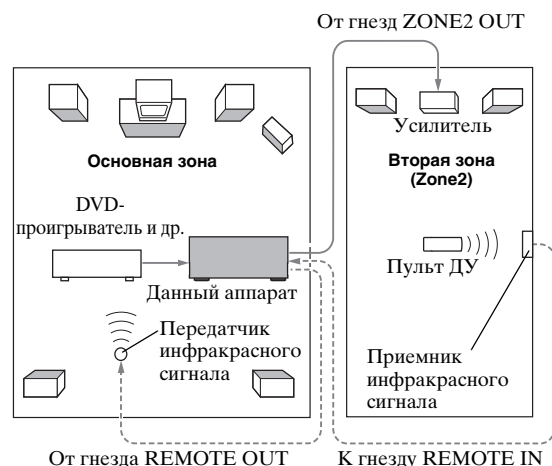 От гнезд ZONE2 OUT
Усилитель
Основная зона
Вторая зона
(Zone2)
DVD-
проигрыватель и др.
Данный аппарат
Пульт ДУ
Передатчик
инфракрасного
сигнала
Приемник
инфракрасного
сигнала
От гнезда REMOTE OUT
К гнезду REMOTE IN